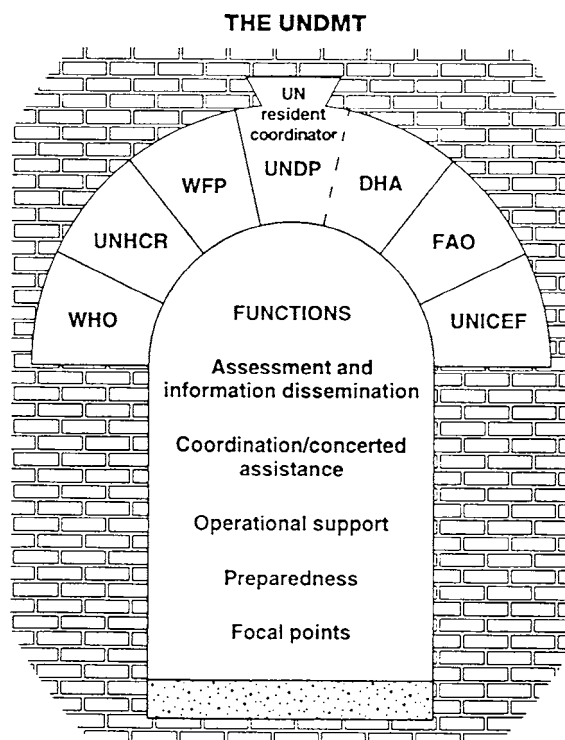 THE UNDMT
UN
resident
coordinator
UNDP
WFP
DHA
UNHCR
FAO
WHO
UNICEF
FUNCTIONS
Assessment and
information dissemination
Coordination/concerted
assistance
Operational support
Preparedness
Focal points